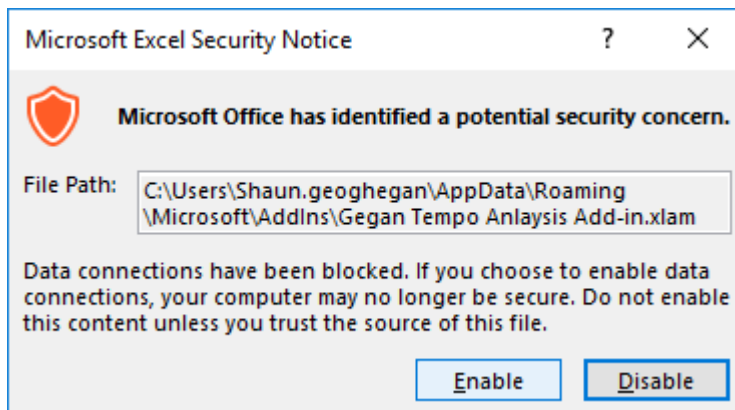 Microsoft Excel Security Notice ?
Microsoft Office has identified a potential security concern.
File Path: C:\Users\Shaun.geoghegan\AppData\Roaming
\Microsoft\AddIns\Gegan Tempo Anlaysis Add-in.xlam
Data connections have been blocked. If you choose to enable data
connections, your computer may no longer be secure. Do not enable
this content unless you trust the source of this file.
Enable Disable